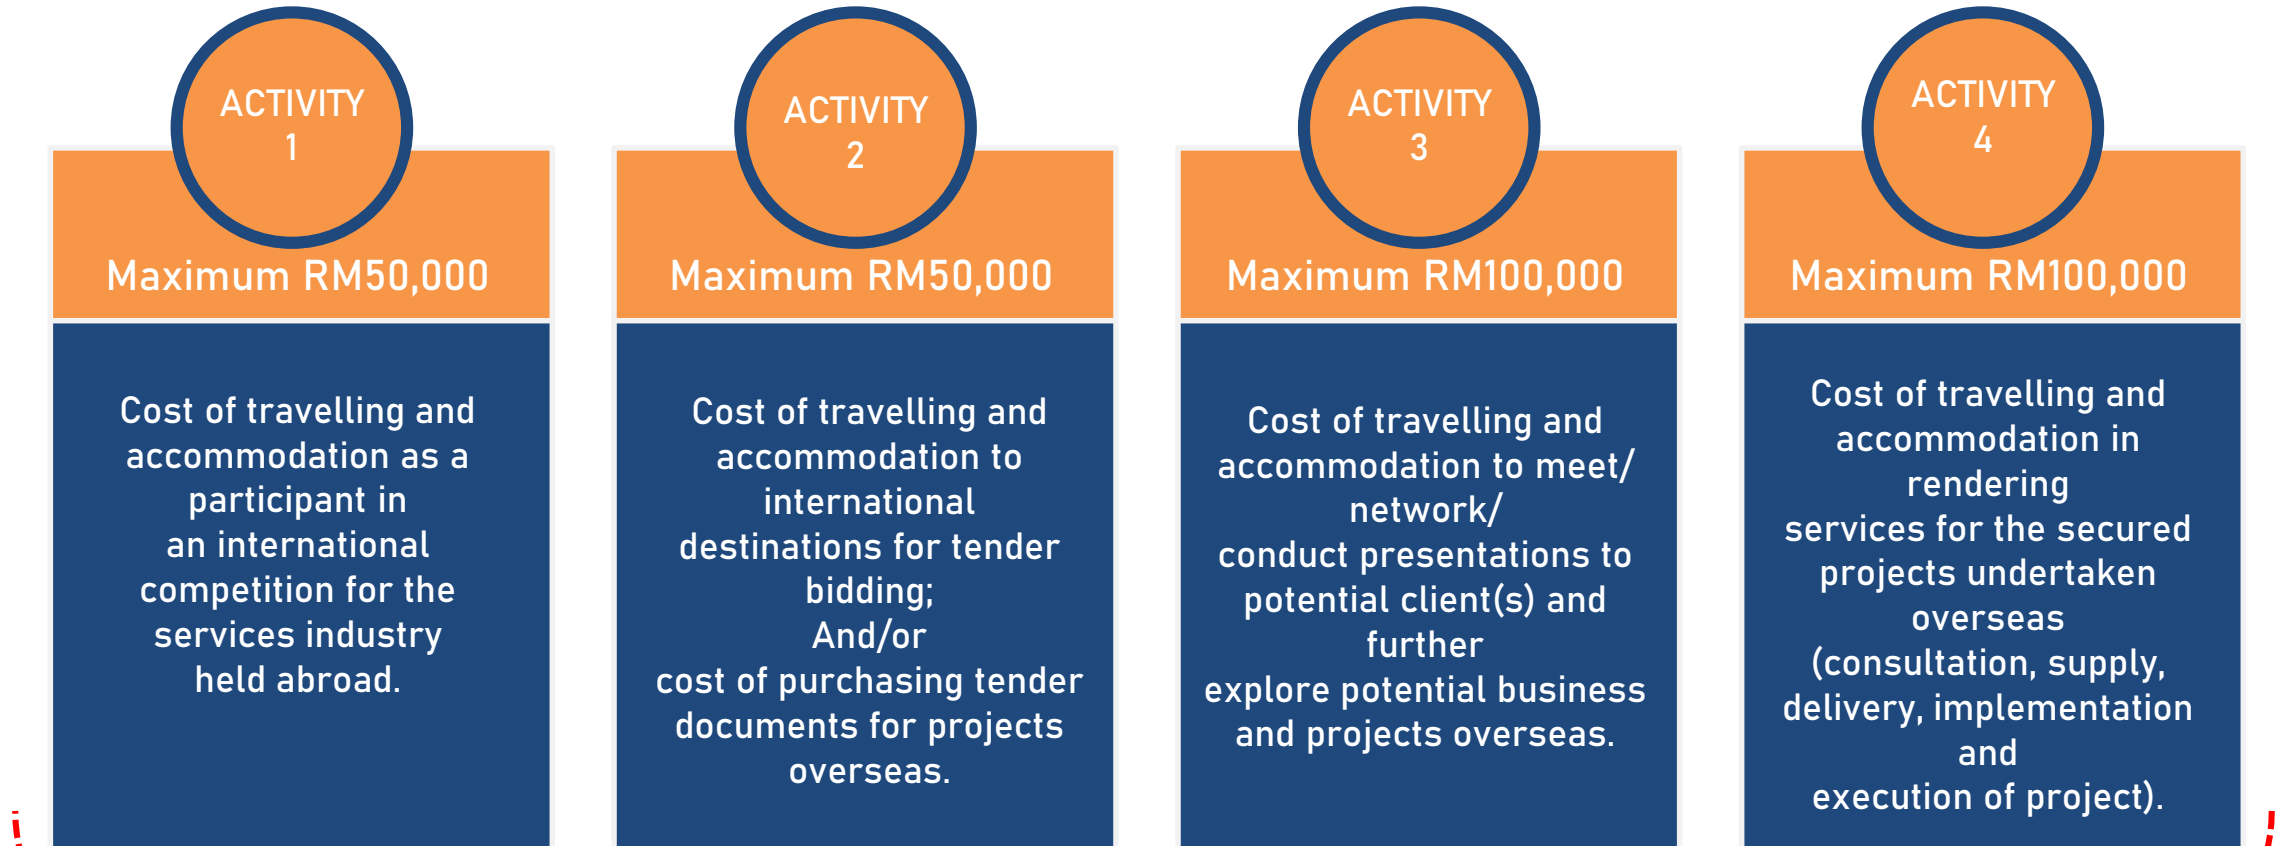 ACTIVITY
1
Maximum RM50,000
Cost of travelling and
accommodation as a
participant in
an international
competition for the
services industry
held abroad.
ACTIVITY
2
Maximum RM50,000
Cost of travelling and
accommodation to
international
destinations for tender
bidding;
And/or
cost of purchasing tender
documents for projects
overseas.
ACTIVITY
3
Maximum RM100,000
Cost of travelling and
accommodation to meet/
network/
conduct presentations to
potential client(s) and
further
explore potential business
and projects overseas.
ACTIVITY
4
Maximum RM100,000
Cost of travelling and
accommodation in
rendering
services for the secured
projects undertaken
overseas
(consultation, supply,
delivery, implementation
and
execution of project).